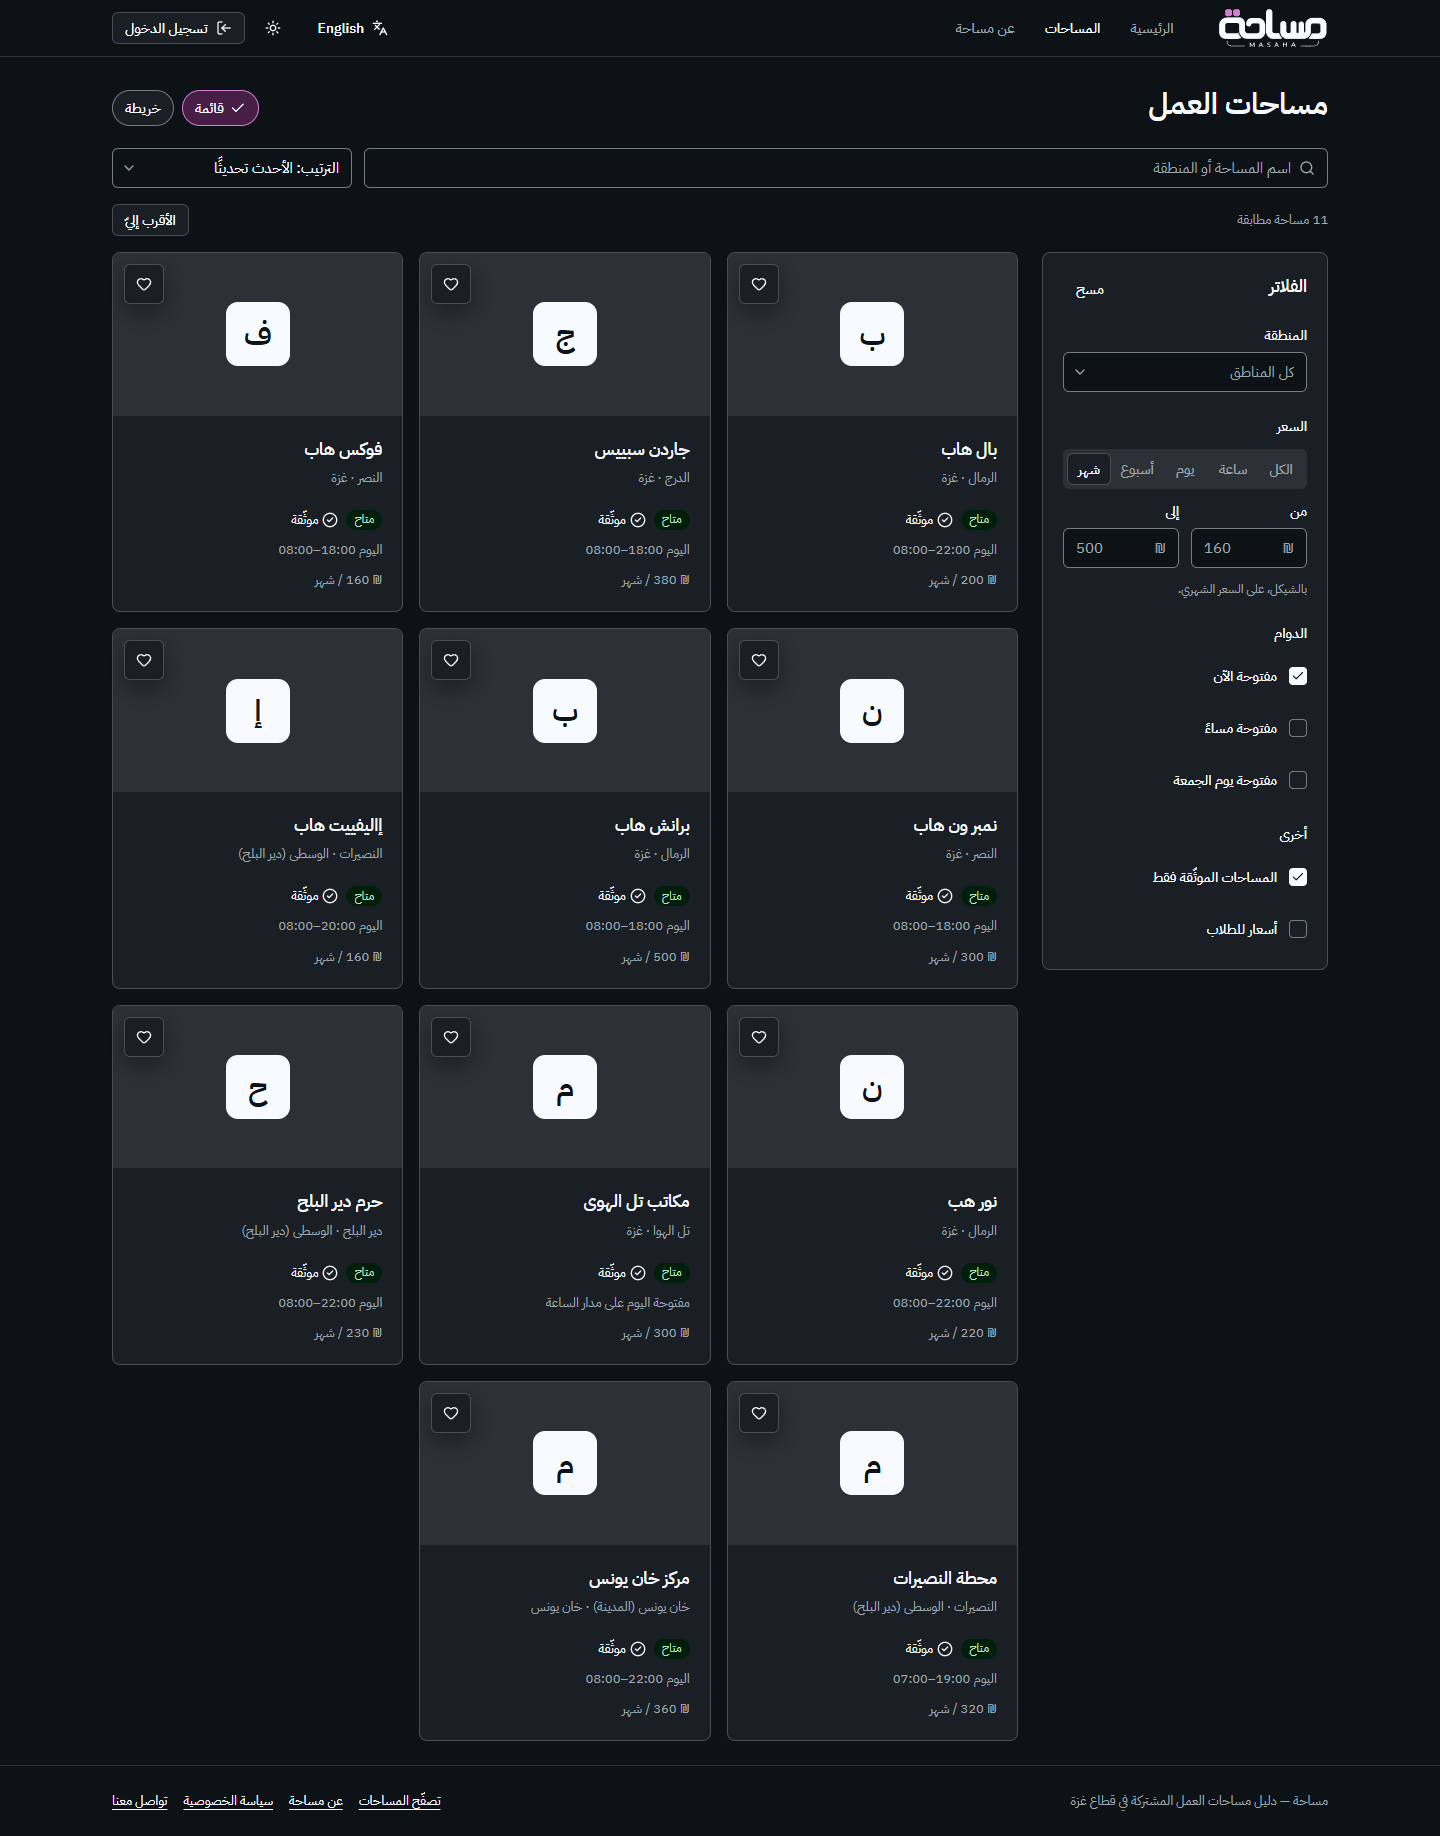 مساحة
MASAHA
الرئيسية
المساحات
عن مساحة
English
تسجيل الدخول
مساحات العمل
قائمة
خريطة
اسم المساحة أو المنطقة
الترتيب: الأحدث تحديثًا
11 مساحة مطابقة
الأقرب إليّ
الفلاتر
مسح
المنطقة
كل المناطق
السعر
الكل
ساعة
يوم
أسبوع
شهر
من
إلى
₪ 160
₪ 500
بالشيكل، على السعر الشهري.
الدوام
مفتوحة الآن
مفتوحة مساءً
مفتوحة يوم الجمعة
أخرى
المساحات الموثّقة فقط
أسعار للطلاب
ب
بال هاب
الرمال · غزة
متاح
موثّقة
اليوم 08:00–22:00
₪ 200 / شهر
ج
جاردن سبييس
الدرج · غزة
متاح
موثّقة
اليوم 08:00–18:00
₪ 380 / شهر
ف
فوكس هاب
النصر · غزة
متاح
موثّقة
اليوم 08:00–18:00
₪ 160 / شهر
ن
نمبر ون هاب
النصر · غزة
متاح
موثّقة
اليوم 08:00–18:00
₪ 300 / شهر
ب
برانش هاب
الرمال · غزة
متاح
موثّقة
اليوم 08:00–18:00
₪ 500 / شهر
إ
إاليفييت هاب
النصيرات · الوسطى (دير البلح)
متاح
موثّقة
اليوم 08:00–20:00
₪ 160 / شهر
ن
نور هب
الرمال · غزة
متاح
موثّقة
اليوم 08:00–22:00
₪ 220 / شهر
م
مكاتب تل الهوى
تل الهوا · غزة
متاح
موثّقة
مفتوحة اليوم على مدار الساعة
₪ 300 / شهر
ح
حرم دير البلح
دير البلح · الوسطى (دير البلح)
متاح
موثّقة
اليوم 08:00–22:00
₪ 230 / شهر
م
محطة النصيرات
النصيرات · الوسطى (دير البلح)
متاح
موثّقة
اليوم 07:00–19:00
₪ 320 / شهر
م
مركز خان يونس
خان يونس (المدينة) · خان يونس
متاح
موثّقة
اليوم 08:00–22:00
₪ 360 / شهر
مساحة — دليل مساحات العمل المشتركة في قطاع غزة
تصفّح المساحات
عن مساحة
سياسة الخصوصية
تواصل معنا